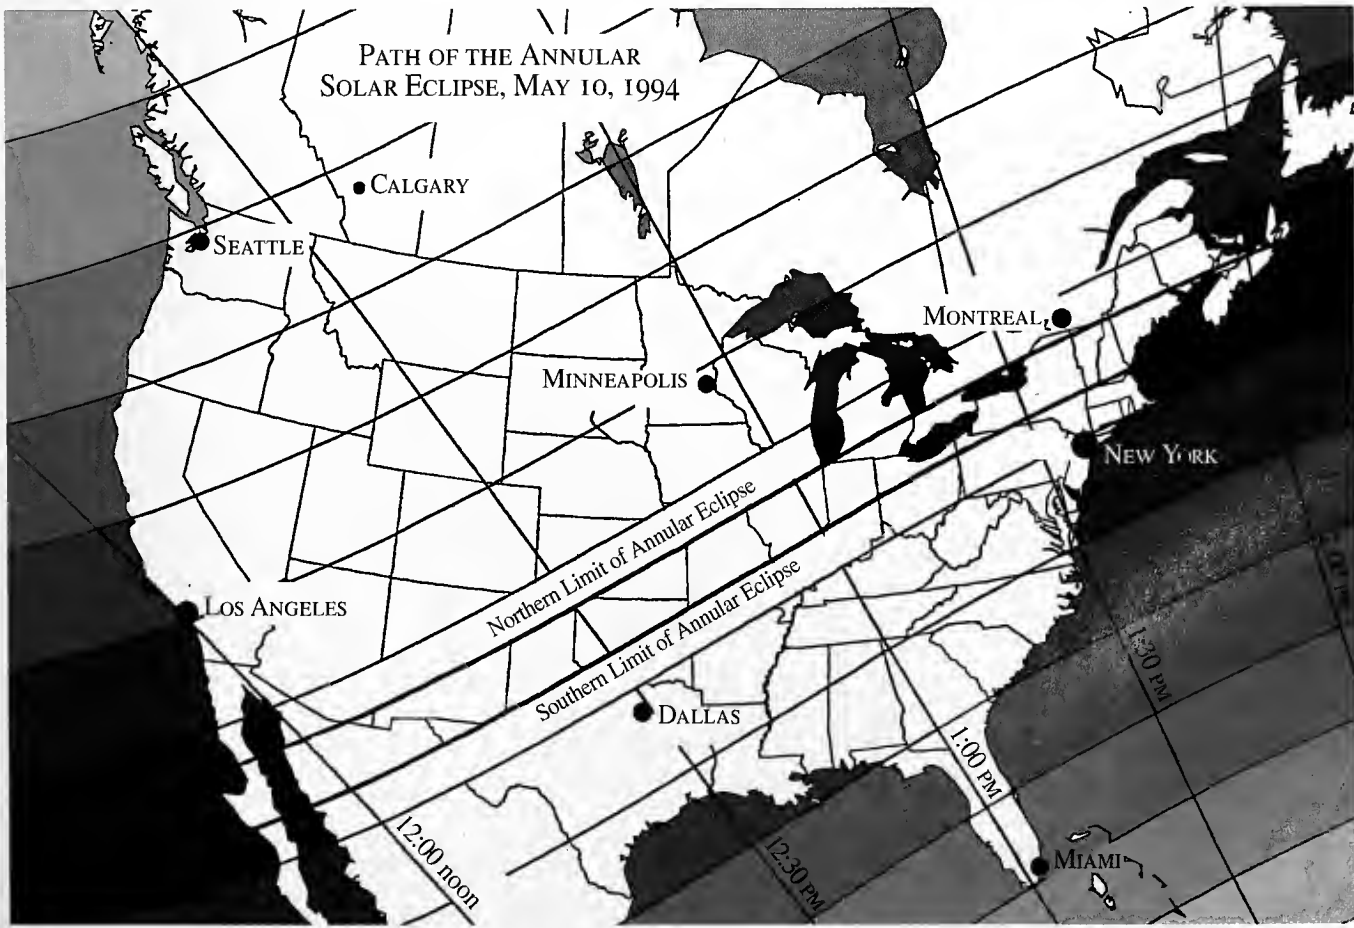 PATH OF THE ANNULAR
SOLAR ECLIPSE, MAY 10, 1994
CALGARY
SEATTLE
MONTREAL
MINNEAPOLIS
NEW YORK
Northern Limit of Annular Eclipse
Southern Limit of Annular Eclipse
LOS ANGELES
DALLAS
1:30 PM
1:00 PM
12:00 noon
12:30 PM
MIAMI